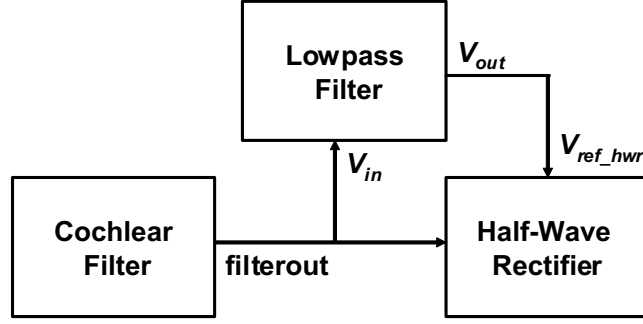 Lowpass
Filter
V_out
V_in
V_ref_hwr
Cochlear
Filter
filterout
Half-Wave
Rectifier